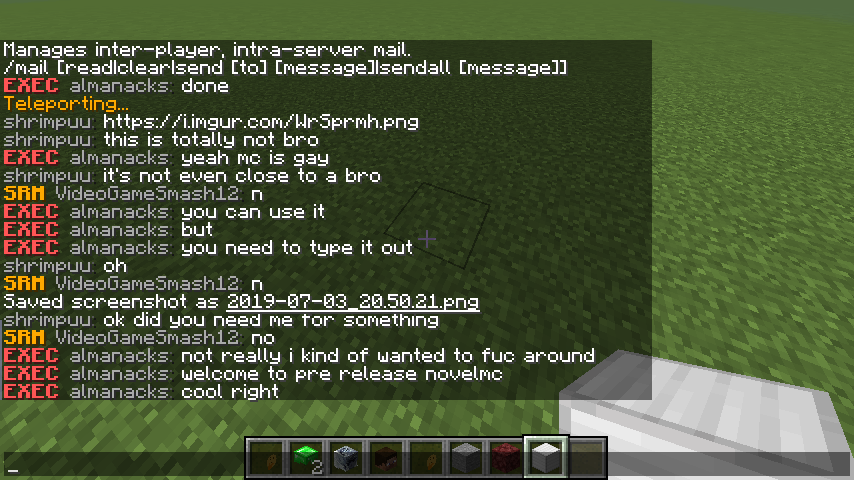 Manages inter-player, intra-server mail.
/mail [read|clear|send [to] [message]|sendall [message]]
EXEC almanacks: done
Teleporting...
shrimpuu: https://i.imgur.com/WrSprmh.png
shrimpuu: this is totally not bro
EXEC almanacks: yeah mc is gay
shrimpuu: it's not even close to a bro
SRM VideoGameSmash12: n
EXEC almanacks: you can use it
EXEC almanacks: but
EXEC almanacks: you need to type it out
shrimpuu: oh
SRM VideoGameSmash12: n
Saved screenshot as 2019-07-03_20.50.21.png
shrimpuu: ok did you need me for something
SRM VideoGameSmash12: no
EXEC almanacks: not really i kind of wanted to fuc around
EXEC almanacks: welcome to pre release novelmc
EXEC almanacks: cool right
2
_